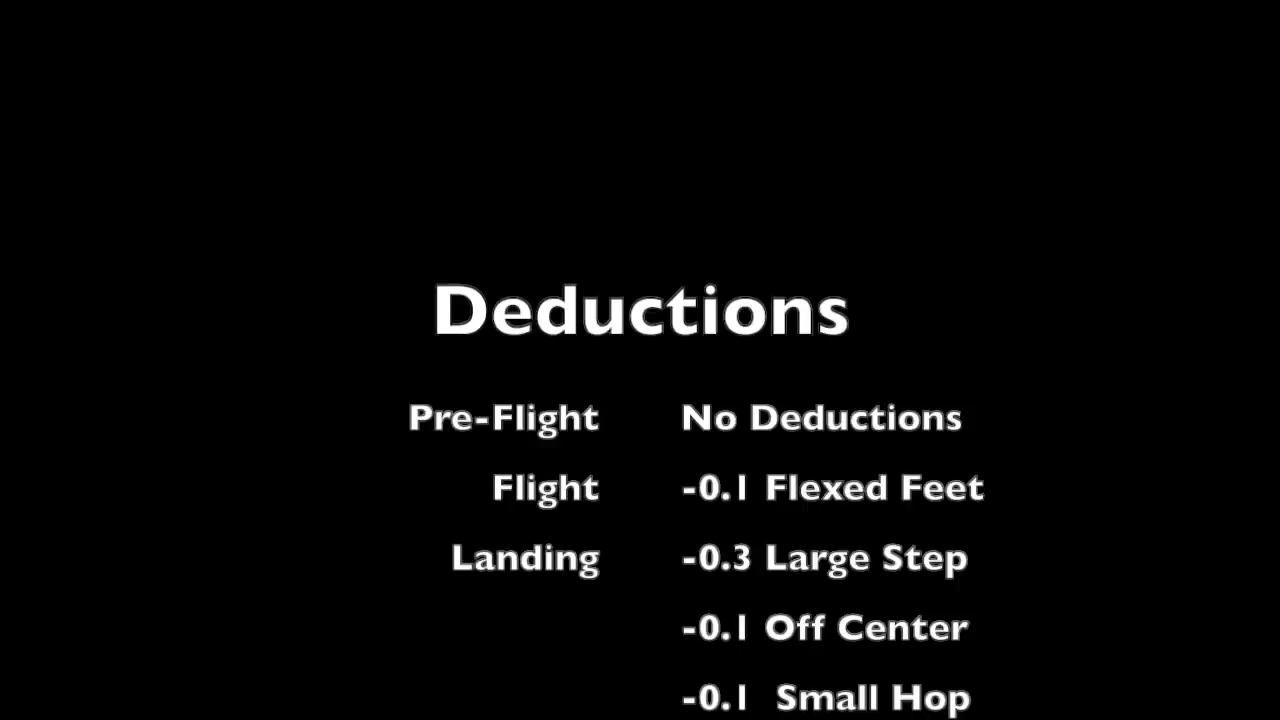 Deductions
Pre-Flight No Deductions
Flight -0.1 Flexed Feet
Landing -0.3 Large Step
-0.1 Off Center
-0.1 Small Hop